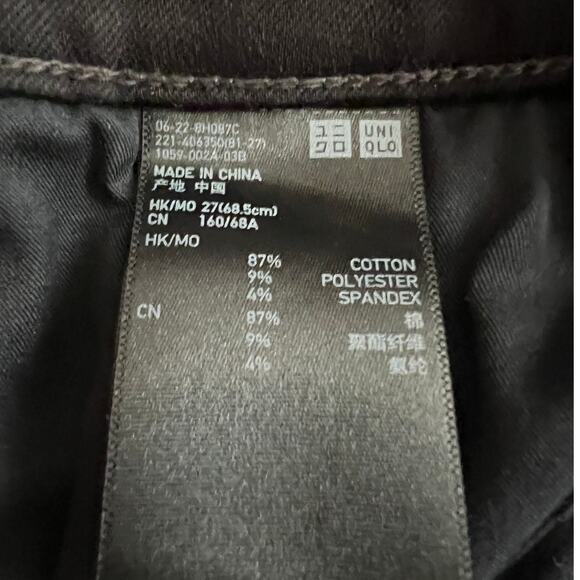 06-22-8H087C
221-406350(81-27)
1059-002A-03B
ユニ
クロ
UNI
QLO
MADE IN CHINA
产地 中国
HK/MO 27(68.5cm)
CN 160/68A
HK/MO
87% COTTON
9% POLYESTER
4% SPANDEX
CN 87% 棉
9% 聚酯纤维
4% 氨纶